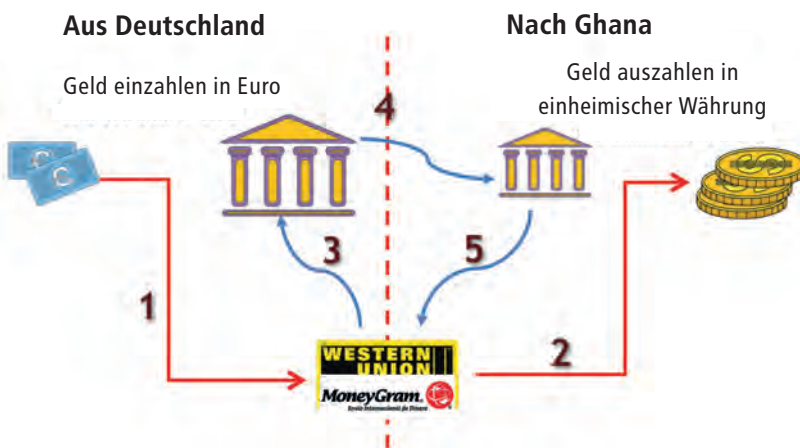 Aus Deutschland
Nach Ghana
Geld einzahlen in Euro
Geld auszahlen in
einheimischer Währung
4
3
5
1
2
WESTERN
UNION
MoneyGram.